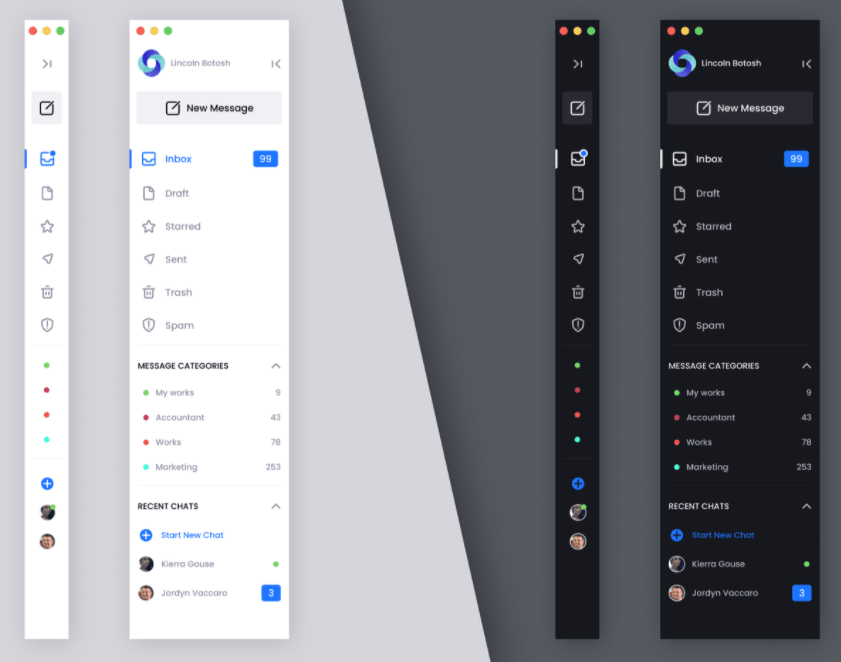 Lincoln Botosh
New Message
Inbox 99
Draft
Starred
Sent
Trash
Spam
MESSAGE CATEGORIES
My works 9
Accountant 43
Works 78
Marketing 253
RECENT CHATS
Start New Chat
Kierra Gouse
Jordyn Vaccaro 3
Lincoln Botosh
New Message
Inbox 99
Draft
Starred
Sent
Trash
Spam
MESSAGE CATEGORIES
My works 9
Accountant 43
Works 78
Marketing 253
RECENT CHATS
Start New Chat
Kierra Gouse
Jordyn Vaccaro 3